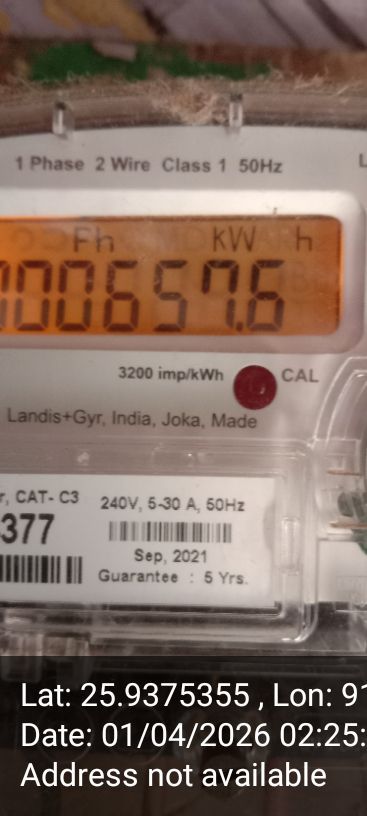 1 Phase 2 Wire Class 1 50Hz
Fh KW h
000657.6
3200 imp/kWh CAL
Landis+Gyr, India, Joka, Made
r, CAT- C3
240V, 5-30 A, 50Hz
377
Sep, 2021
Guarantee : 5 Yrs.
Lat: 25.9375355 , Lon: 91
Date: 01/04/2026 02:25:
Address not available